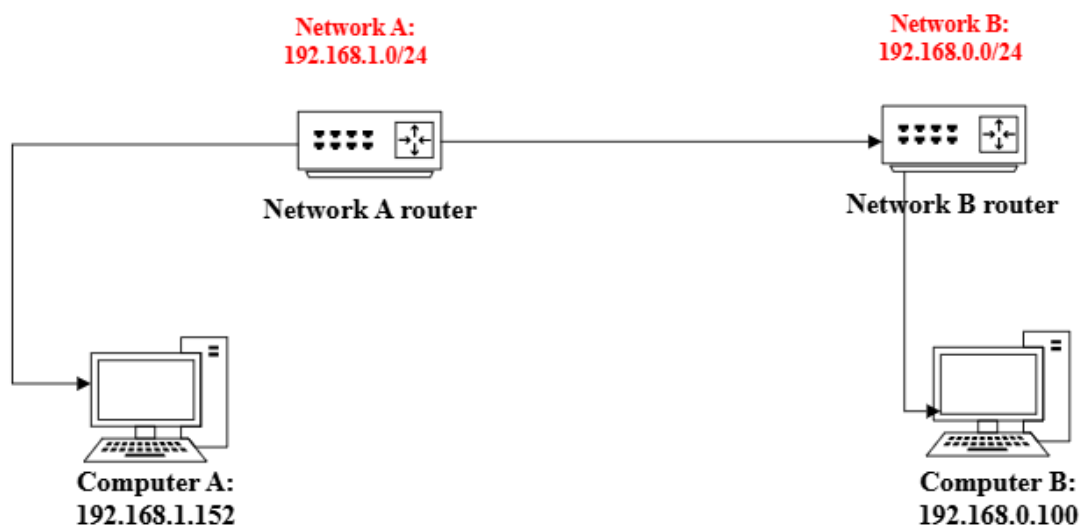 Network A:
192.168.1.0/24
Network B:
192.168.0.0/24
Network A router
Network B router
Computer A:
192.168.1.152
Computer B:
192.168.0.100